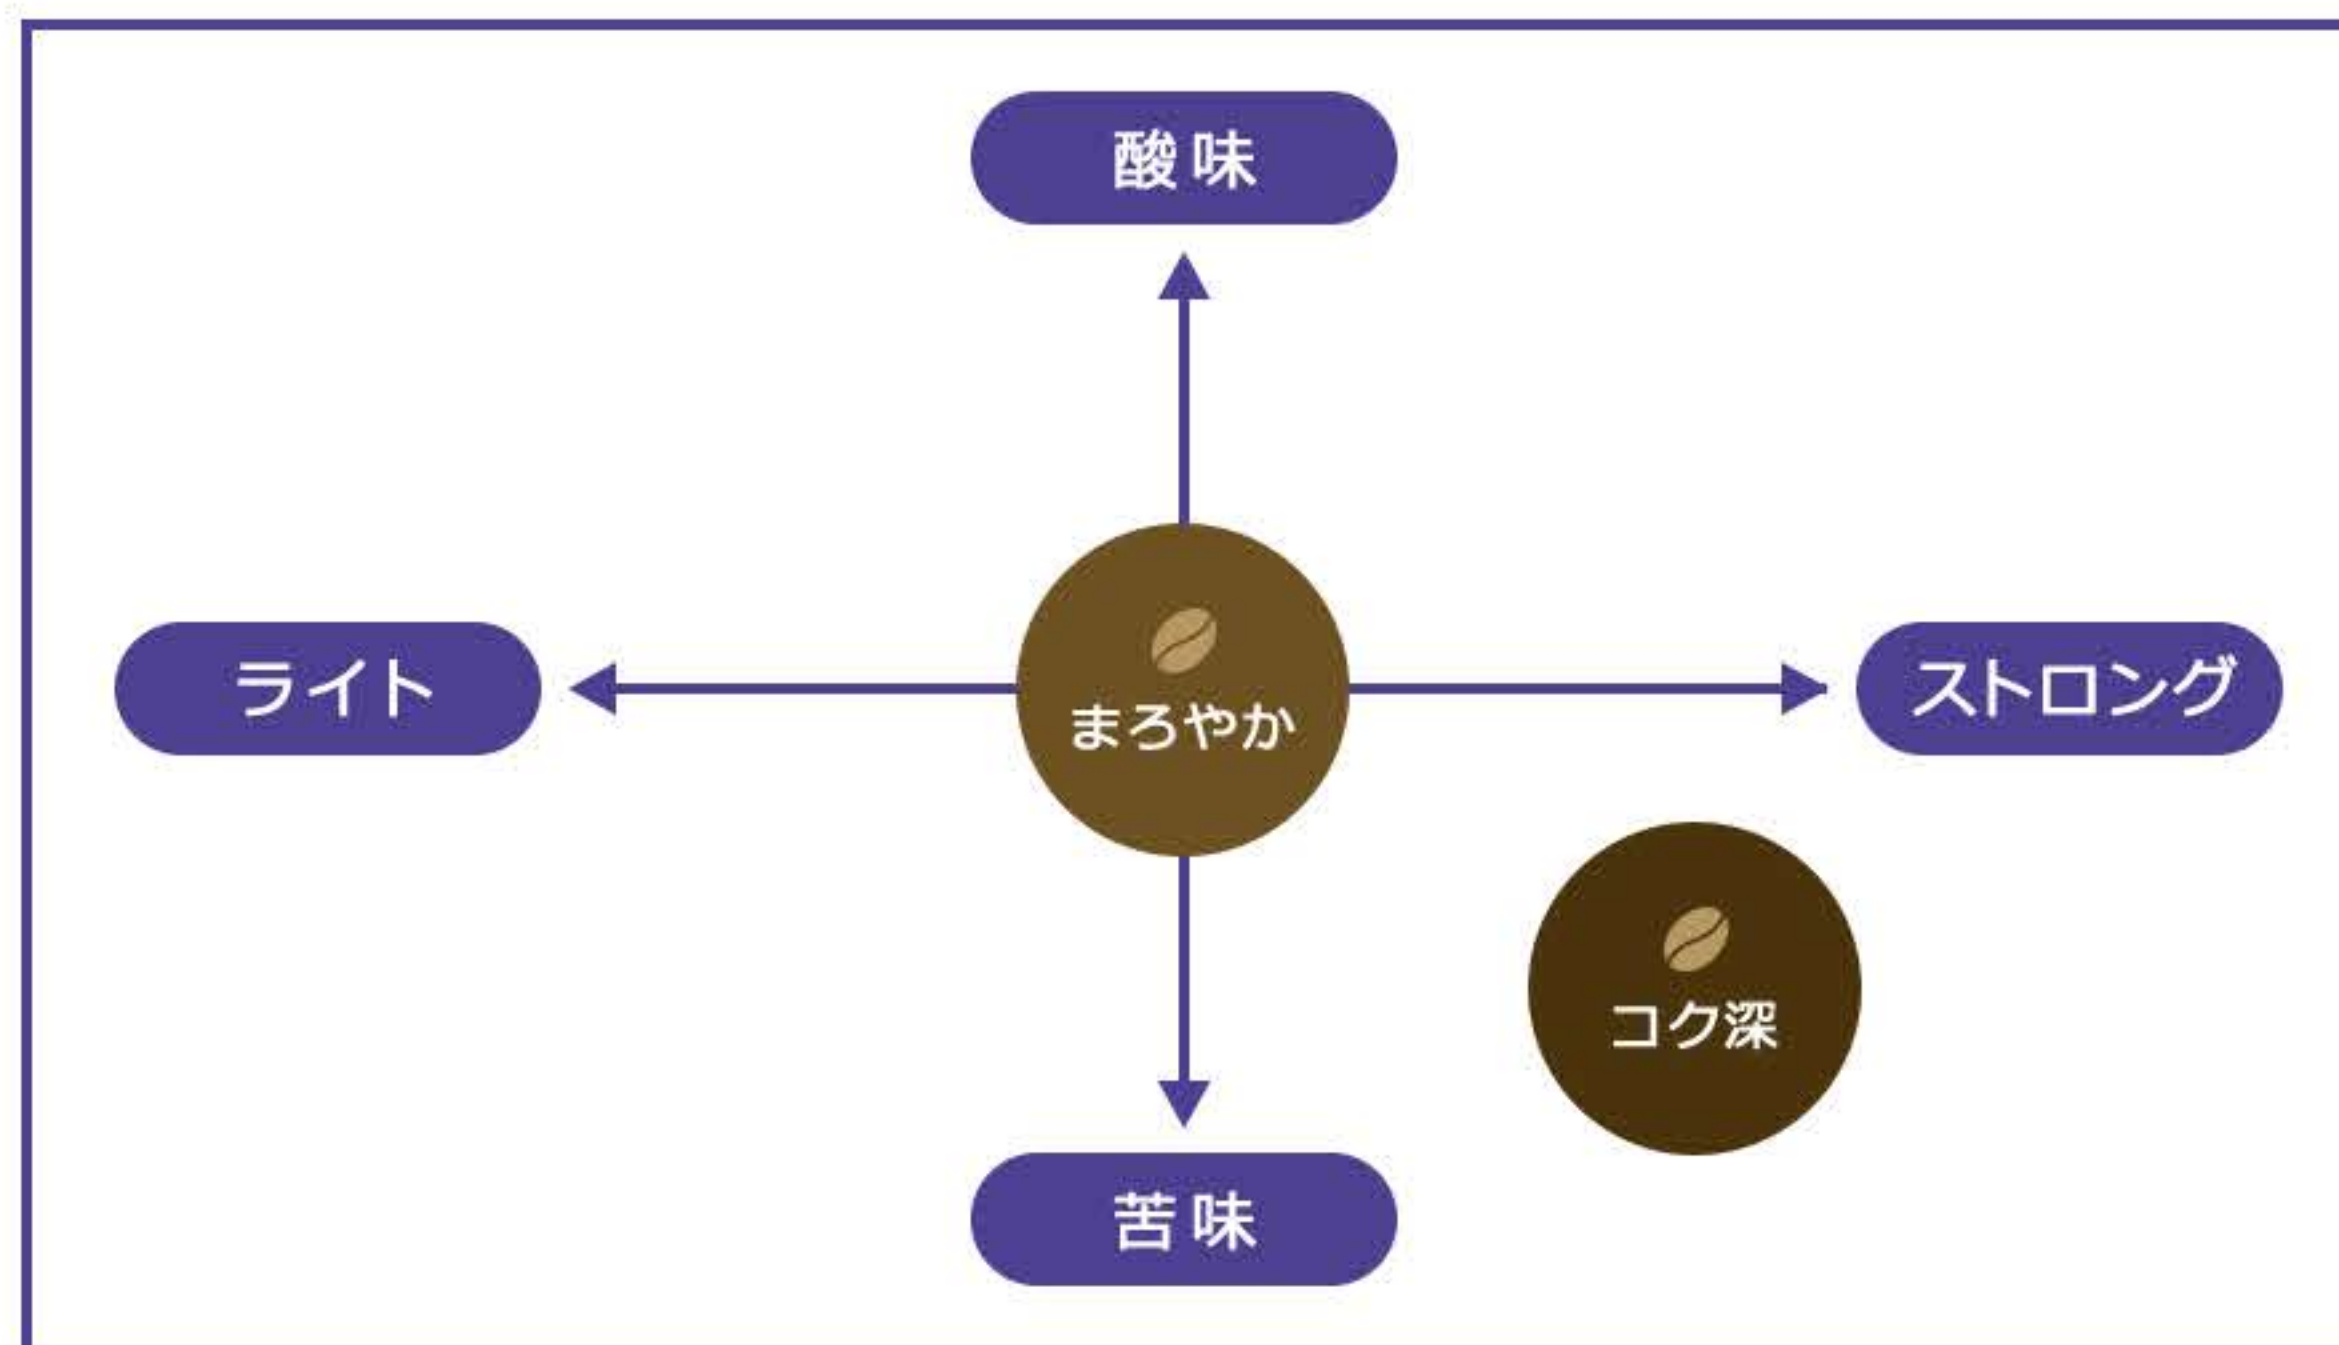 酸味
ライト
まろやか
ストロング
コク深
苦味